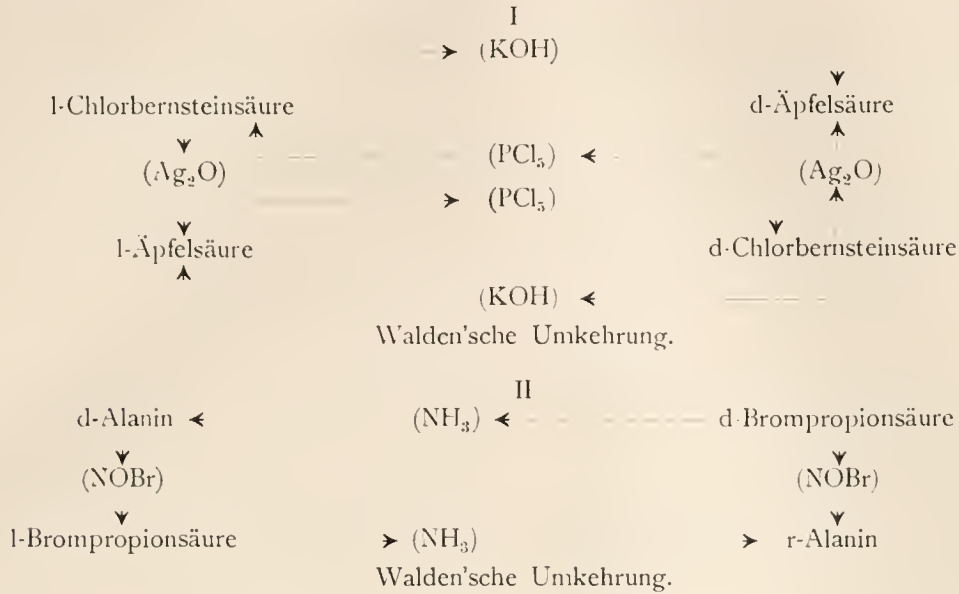 I
(KOH)
l-Chlorbernsteinsäure d-Äpfelsäure
(PCl₅)
(Ag₂O) (Ag₂O)
(PCl₅)
l-Äpfelsäure d-Chlorbernsteinsäure
(KOH)
Walden'sche Umkehrung.
II
d-Alanin (NH₃) d-Brompropionsäure
(NOBr) (NOBr)
l-Brompropionsäure (NH₃) r-Alanin
Walden'sche Umkehrung.